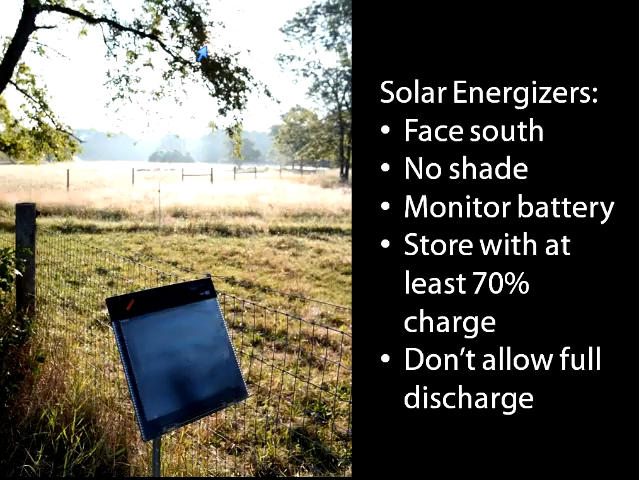 Solar Energizers:
• Face south
• No shade
• Monitor battery
• Store with at
least 70%
charge
• Don't allow full
discharge